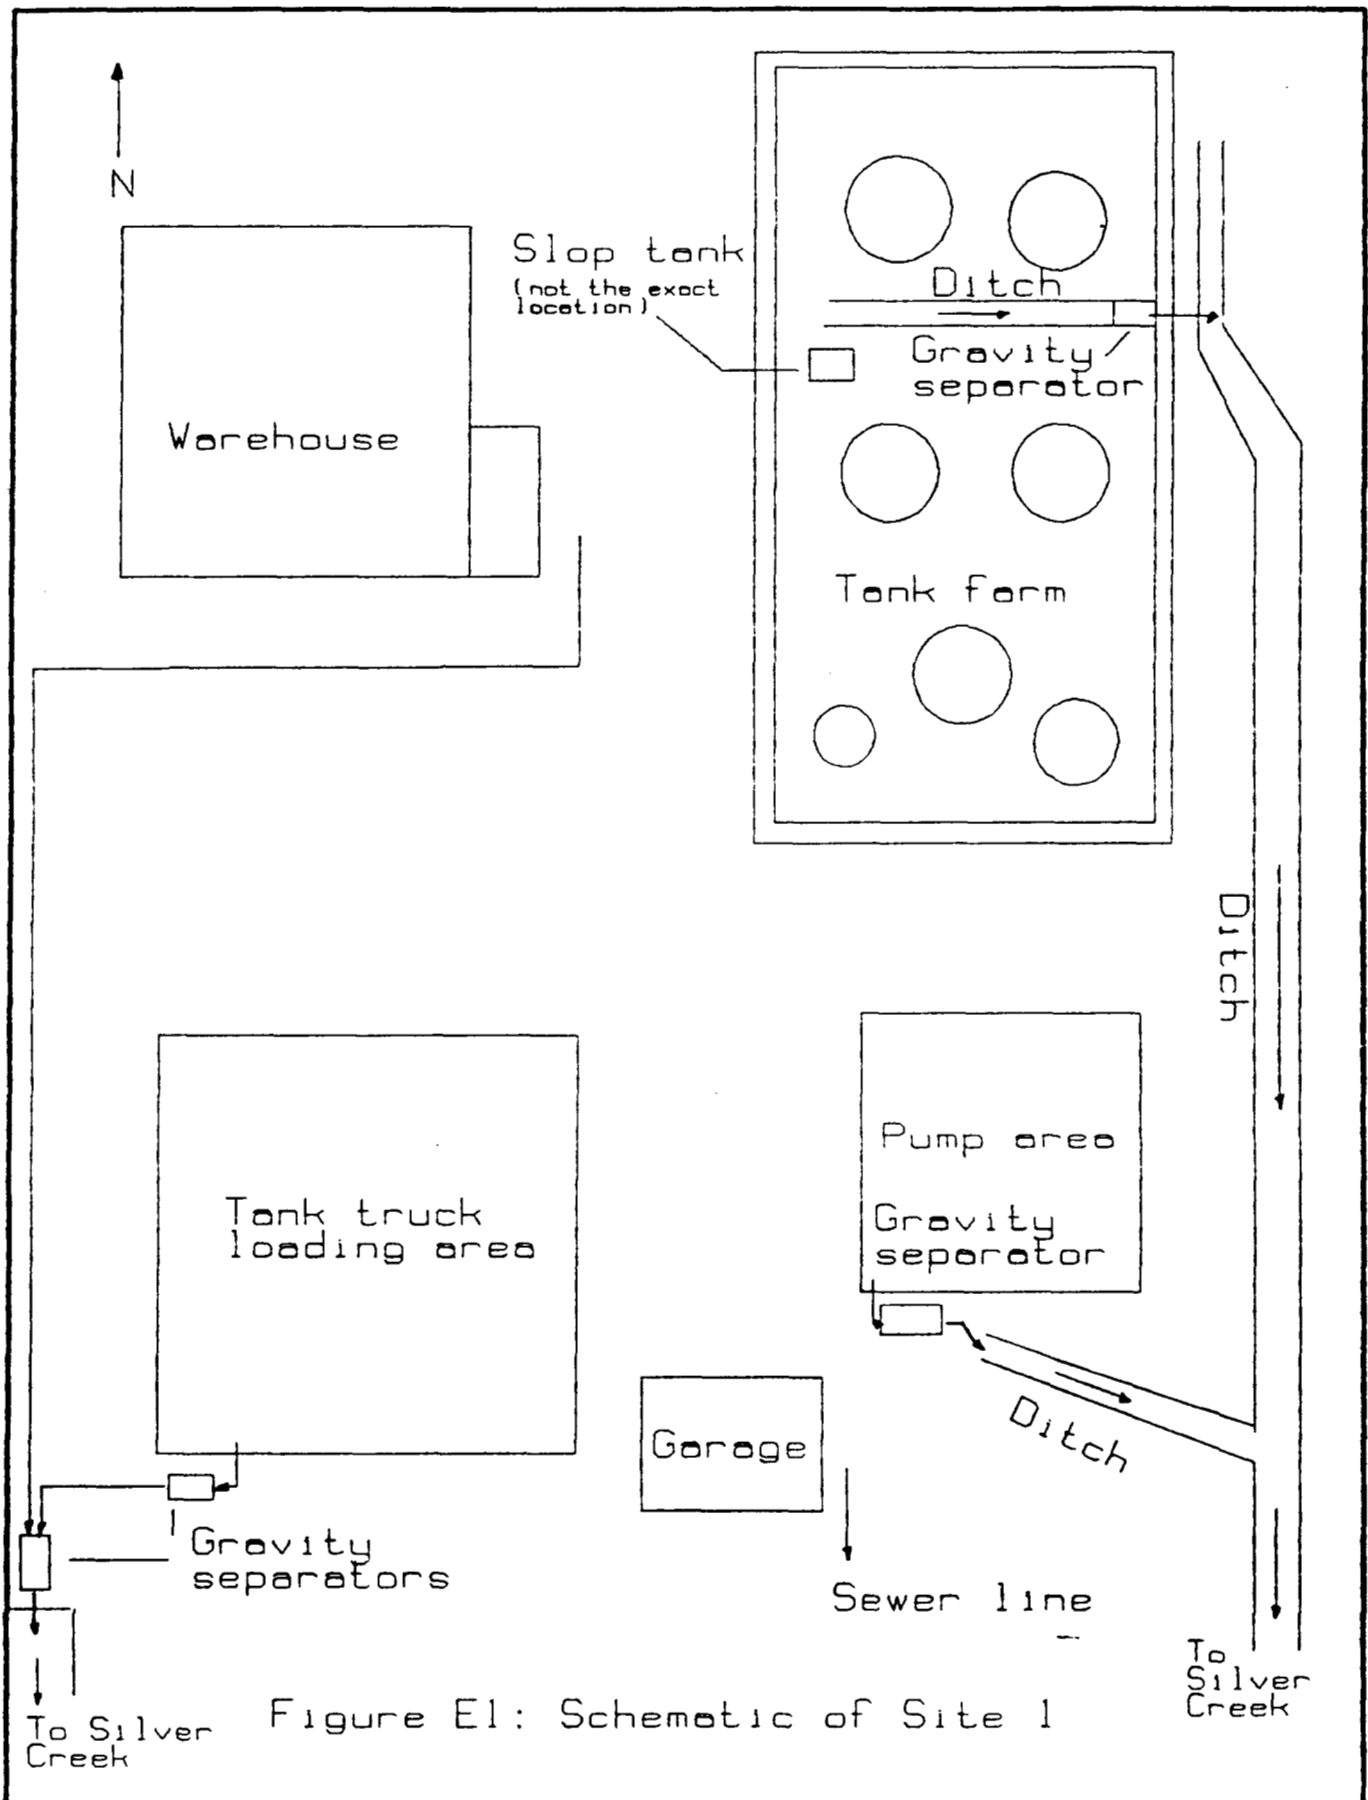 N
Slop tank
(not the exact
location)
Ditch
Gravity
separator
Warehouse
Tank farm
Ditch
Pump area
Gravity
separator
Tank truck
loading area
Ditch
Garage
Gravity
separators
Sewer line
To
Silver
Creek
To Silver
Creek
Figure E1: Schematic of Site 1